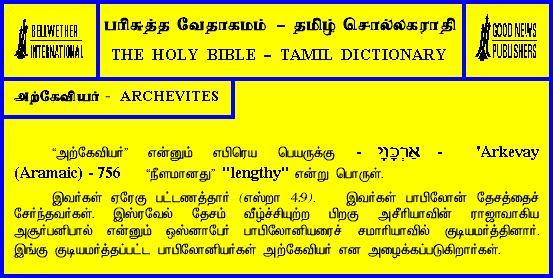 BELLWETHER
INTERNATIONAL
பரிசுத்த வேதாகமம் – தமிழ் சொல்லகராதி
THE HOLY BIBLE – TAMIL DICTIONARY
GOOD NEWS
PUBLISHERS
அற்கேவியர் - ARCHEVITES
“அற்கேவியர்” என்னும் எபிரெய பெயருக்கு - אַרְכָּוָי - 'Arkevay
(Aramaic) - 756 “நீளமானது” "lengthy" என்று பொருள்.
இவர்கள் ஏரேகு பட்டணத்தார் (எஸ்றா 4:9). இவர்கள் பாபிலோன் தேசத்தைச்
சேர்ந்தவர்கள். இஸ்ரவேல் தேசம் வீழ்ச்சியுற்ற பிறகு அசீரியாவின் ராஜாவாகிய
அசூர்பனிபால் என்னும் ஒஸ்னாபேர் பாபிலோனியரைச் சமாரியாவில் குடியமர்த்தினார்.
இங்கு குடியமர்த்தப்பட்ட பாபிலோனியர்கள் அற்கேவியர் என அழைக்கப்படுகிறார்கள்.